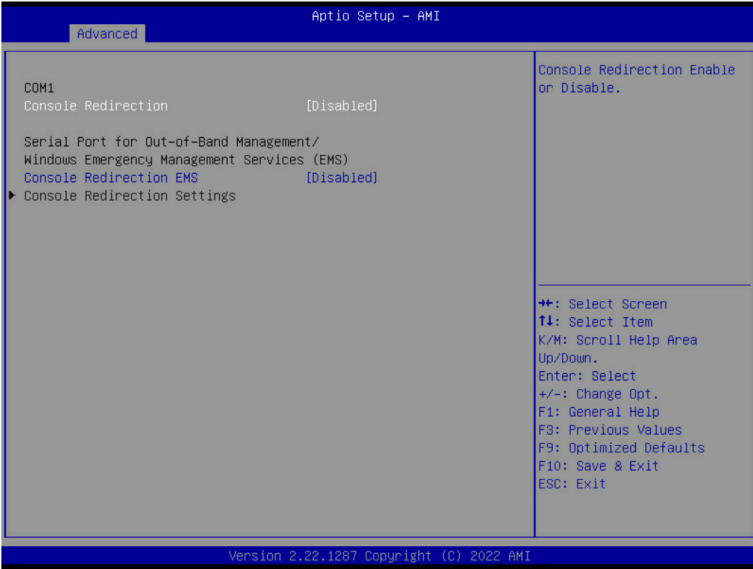 Aptio Setup – AMI
Advanced
COM1
Console Redirection [Disabled]
Serial Port for Out-of-Band Management/
Windows Emergency Management Services (EMS)
Console Redirection EMS [Disabled]
Console Redirection Settings
Console Redirection Enable
or Disable.
→←: Select Screen
↑↓: Select Item
K/M: Scroll Help Area
Up/Down.
Enter: Select
+/-: Change Opt.
F1: General Help
F3: Previous Values
F9: Optimized Defaults
F10: Save & Exit
ESC: Exit
Version 2.22.1287 Copyright (C) 2022 AMI